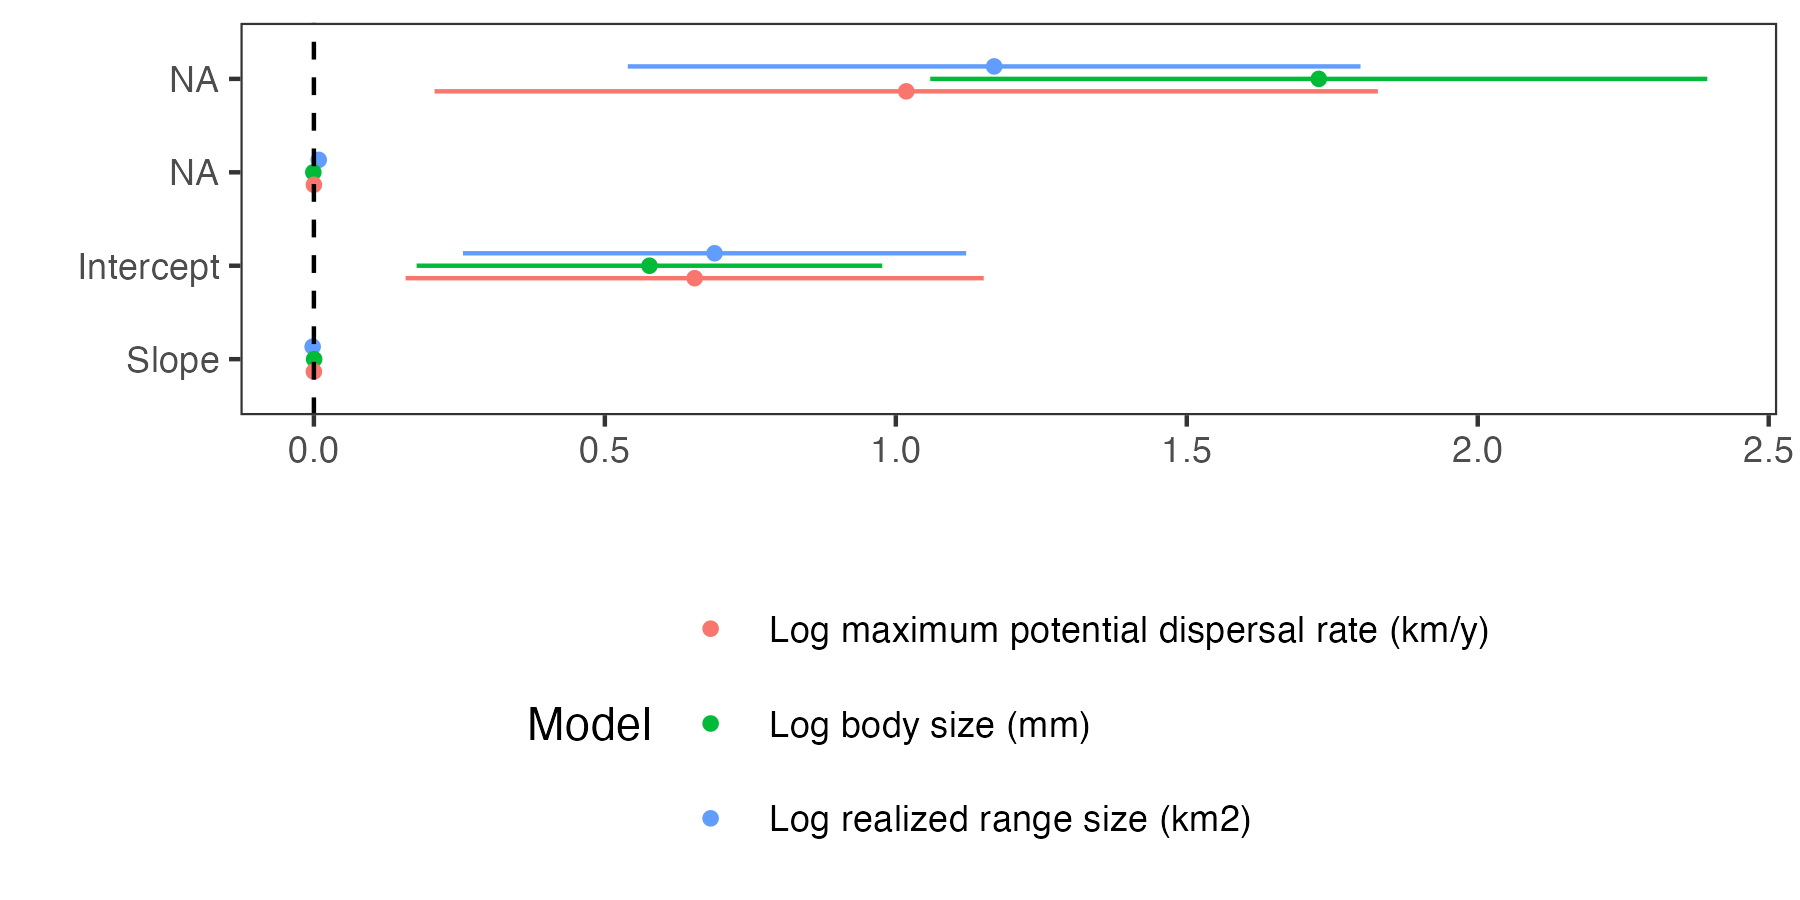 NA
NA
Intercept
Slope
0.0 0.5 1.0 1.5 2.0 2.5
Log maximum potential dispersal rate (km/y)
Model
Log body size (mm)
Log realized range size (km2)